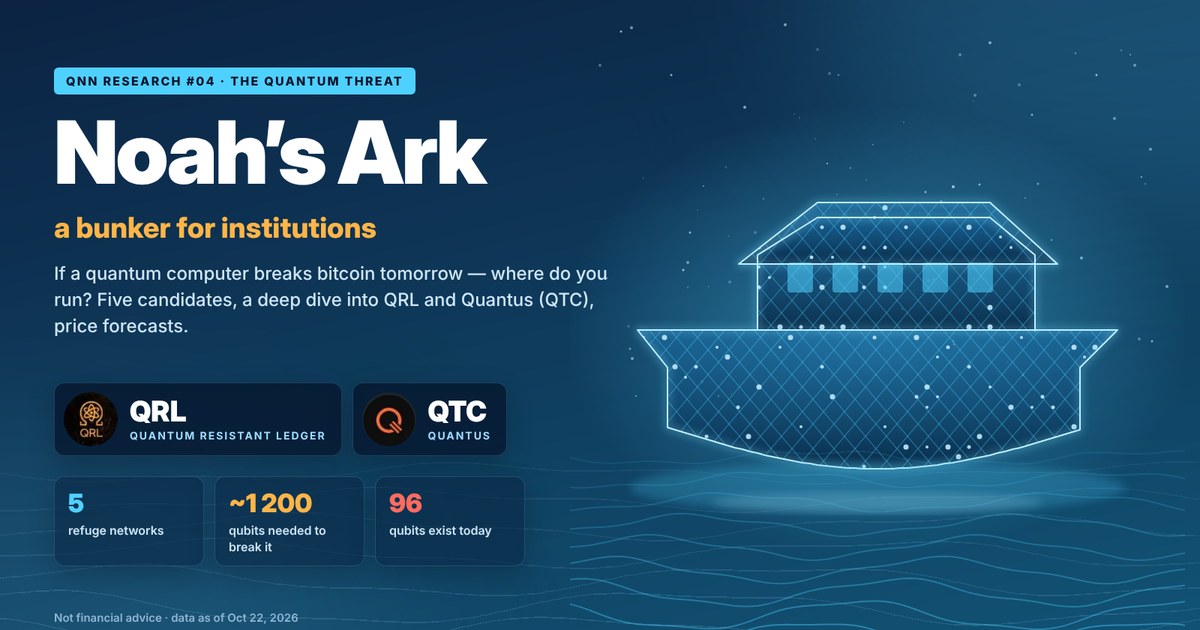 QNN RESEARCH #04 · THE QUANTUM THREAT
Noah’s Ark
a bunker for institutions
If a quantum computer breaks bitcoin tomorrow — where do you
run? Five candidates, a deep dive into QRL and Quantus (QTC),
price forecasts.
QRL
QRL
QUANTUM RESISTANT LEDGER
QTC
QUANTUS
5
refuge networks
~1200
qubits needed to
break it
96
qubits exist today
Not financial advice · data as of Oct 22, 2026